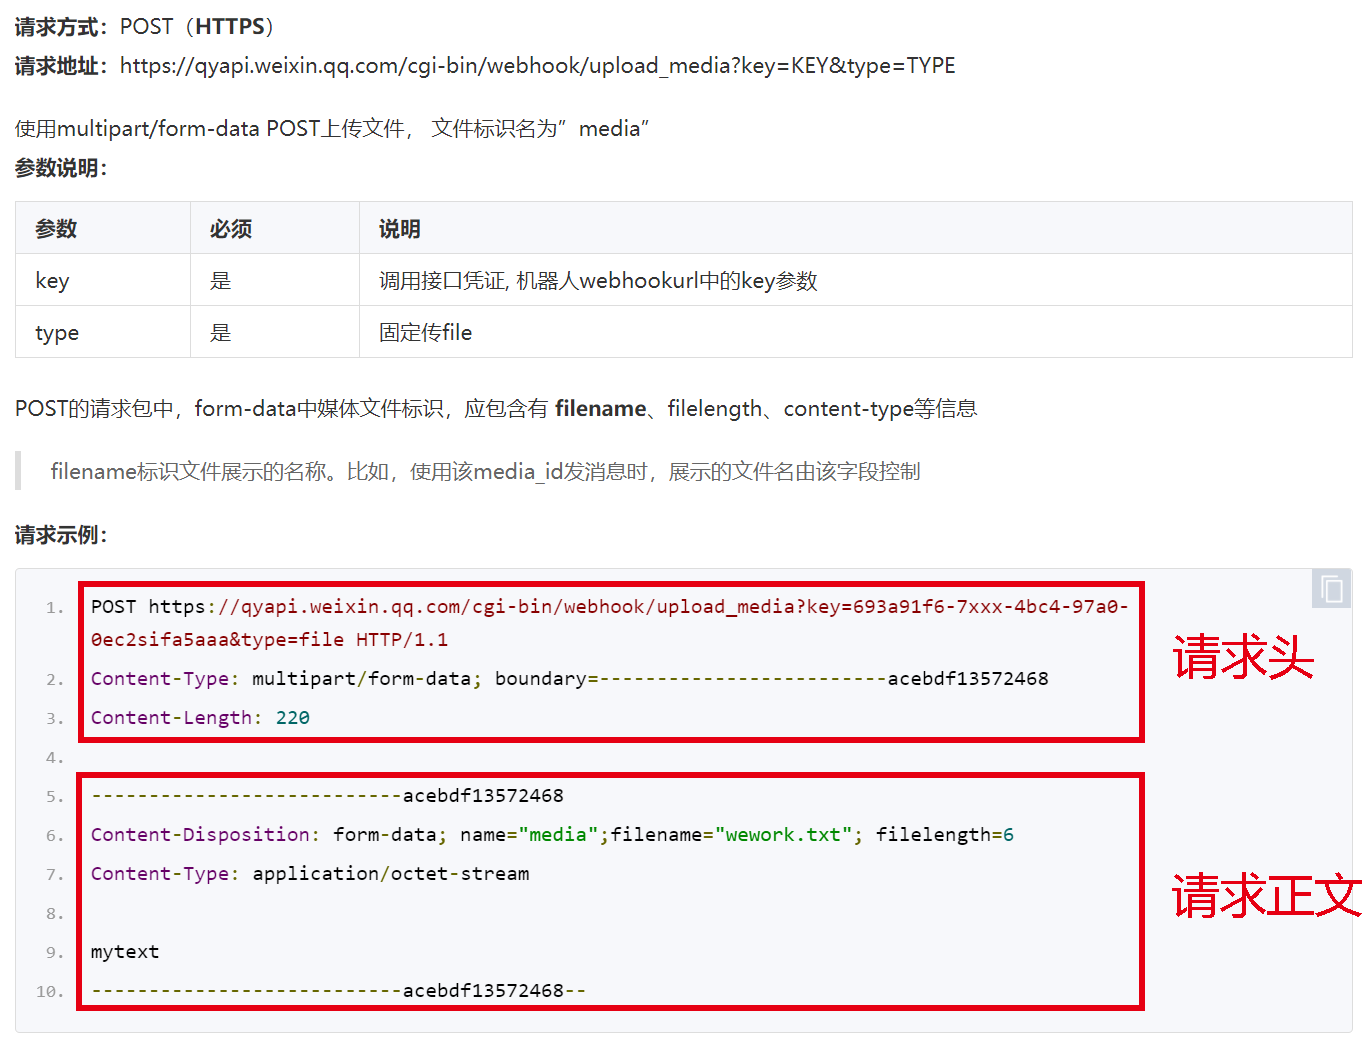 请求方式：POST（HTTPS）
请求地址：https://qyapi.weixin.qq.com/cgi-bin/webhook/upload_media?key=KEY&type=TYPE
使用multipart/form-data POST上传文件， 文件标识名为”media”
参数说明：
参数 必须 说明
key 是 调用接口凭证, 机器人webhookurl中的key参数
type 是 固定传file
POST的请求包中，form-data中媒体文件标识，应包含有 filename、filelength、content-type等信息
filename标识文件展示的名称。比如，使用该media_id发消息时，展示的文件名由该字段控制
请求示例：
1. POST https://qyapi.weixin.qq.com/cgi-bin/webhook/upload_media?key=693a91f6-7xxx-4bc4-97a0-
0ec2sifa5aaa&type=file HTTP/1.1
请求头
2. Content-Type: multipart/form-data; boundary=-------------------------acebdf13572468
3. Content-Length: 220
4.
5. ---------------------------acebdf13572468
6. Content-Disposition: form-data; name="media";filename="wework.txt"; filelength=6
7. Content-Type: application/octet-stream
请求正文
8.
9. mytext
10. ---------------------------acebdf13572468--